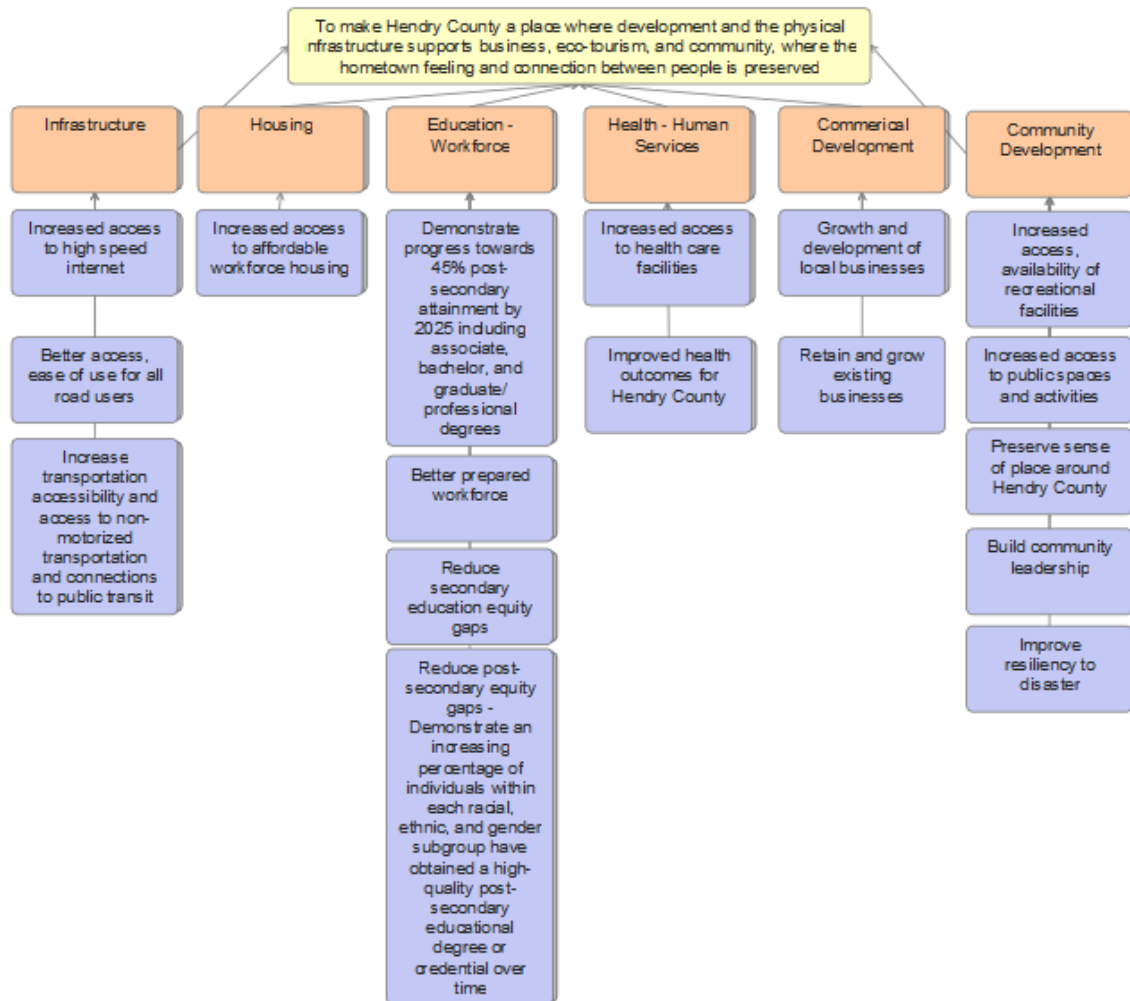 To make Hendry County a place where development and the physical
infrastructure supports business, eco-tourism, and community, where the
hometown feeling and connection between people is preserved
Infrastructure
Increased access
to high speed
internet
Better access,
ease of use for all
road users
Increase
transportation
accessibility and
access to non-
motorized
transportation
and connections
to public transit
Housing
Increased access
to affordable
workforce housing
Education -
Workforce
Demonstrate
progress towards
45% post-
secondary
attainment by
2025 including
associate,
bachelor, and
graduate/
professional
degrees
Better prepared
workforce
Reduce
secondary
education equity
gaps
Reduce post-
secondary equity
gaps -
Demonstrate an
increasing
percentage of
individuals within
each racial,
ethnic, and gender
subgroup have
obtained a high-
quality post-
secondary
educational
degree or
credential over
time
Health - Human
Services
Increased access
to health care
facilities
Improved health
outcomes for
Hendry County
Commerical
Development
Growth and
development of
local businesses
Retain and grow
existing
businesses
Community
Development
Increased
access,
availability of
recreational
facilities
Increased access
to public spaces
and activities
Preserve sense
of place around
Hendry County
Build community
leadership
Improve
resiliency to
disaster